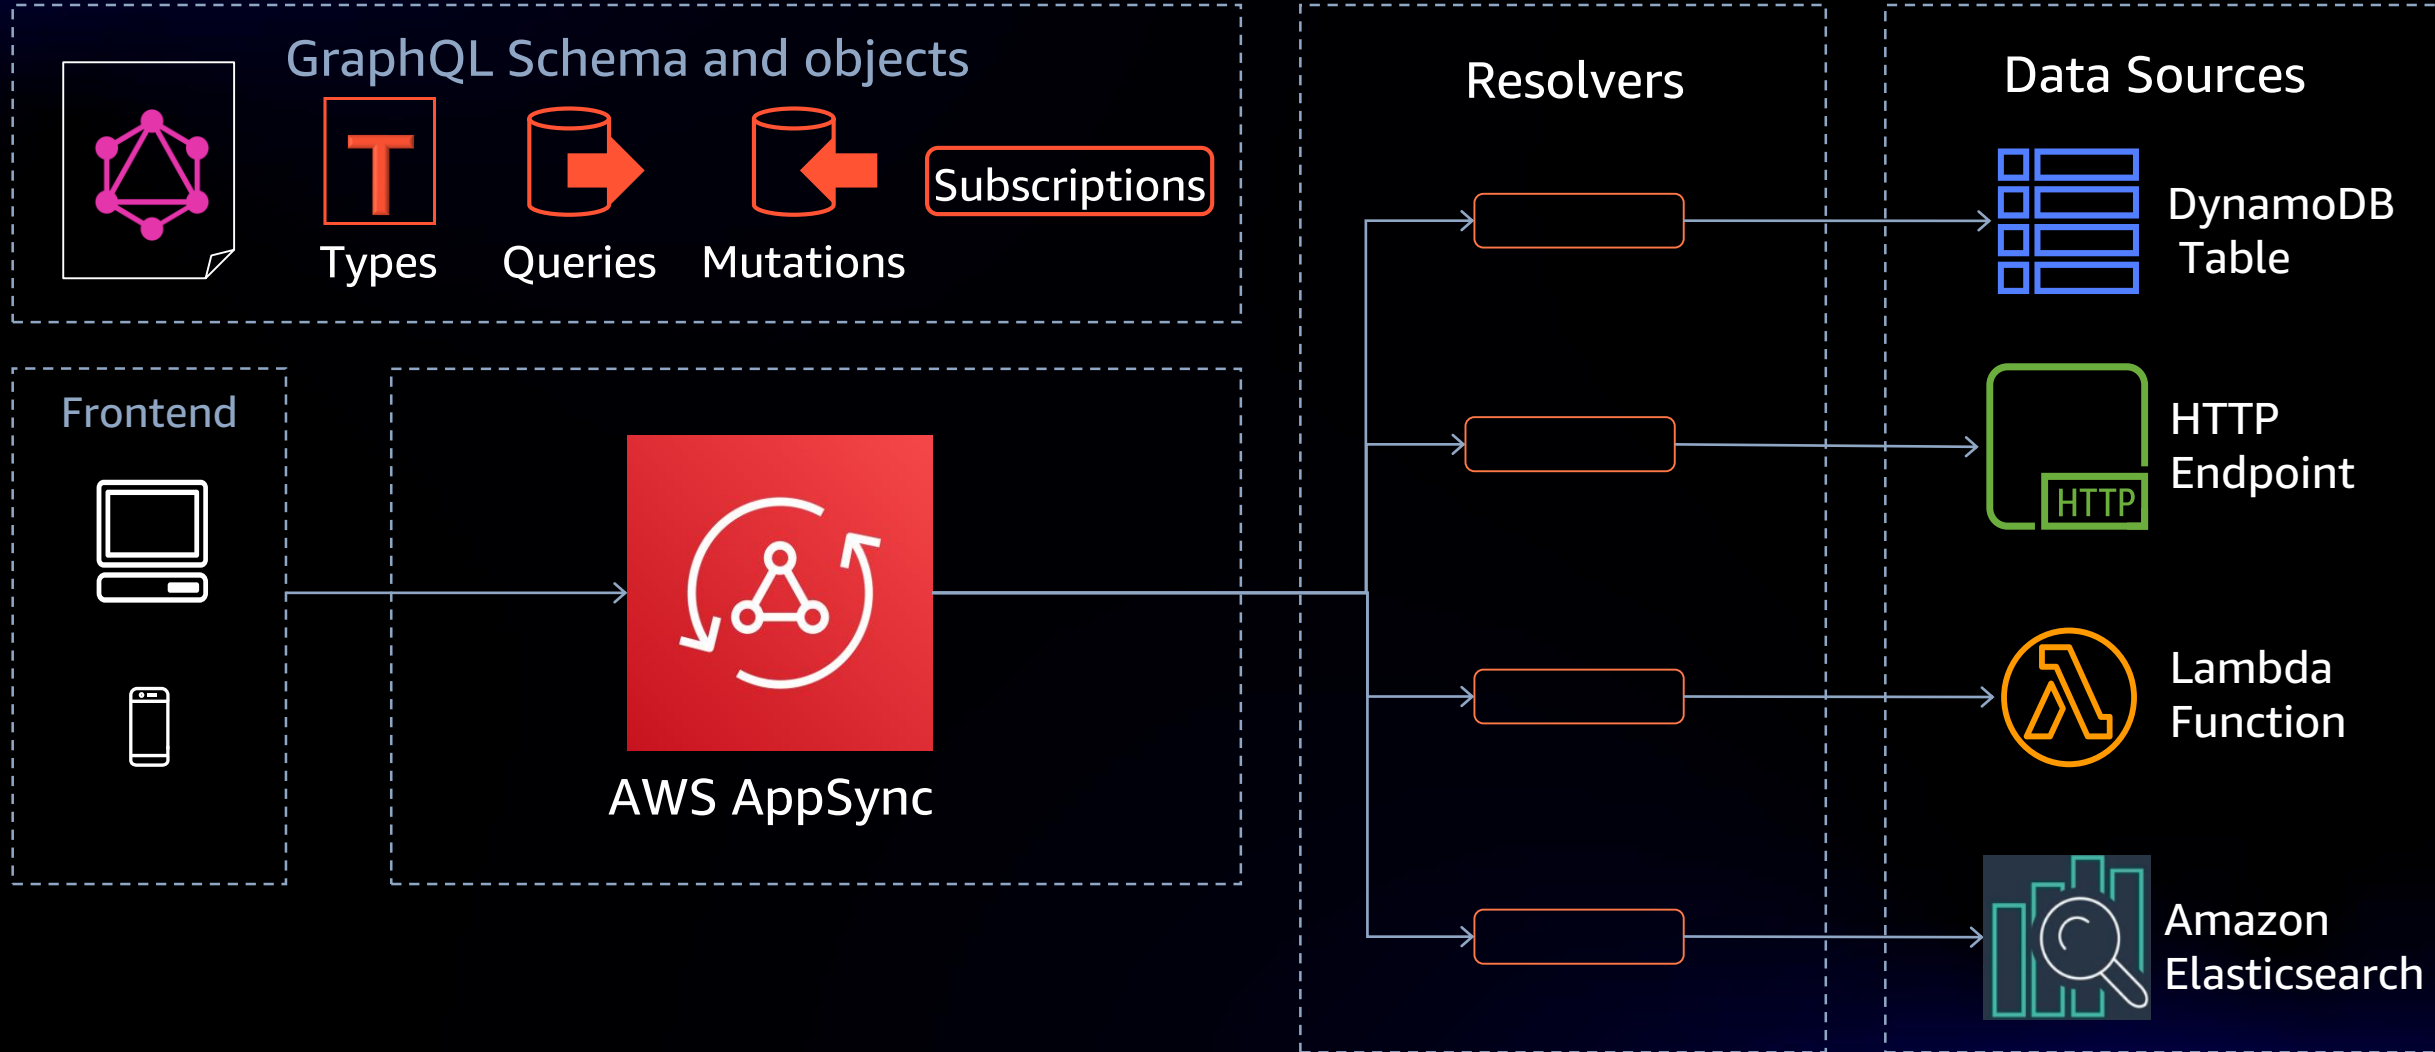 GraphQL Schema and objects
T
Types
Queries
Mutations
Subscriptions
Frontend
AWS AppSync
Resolvers
Data Sources
DynamoDB
Table
HTTP
HTTP
Endpoint
Lambda
Function
Amazon
Elasticsearch